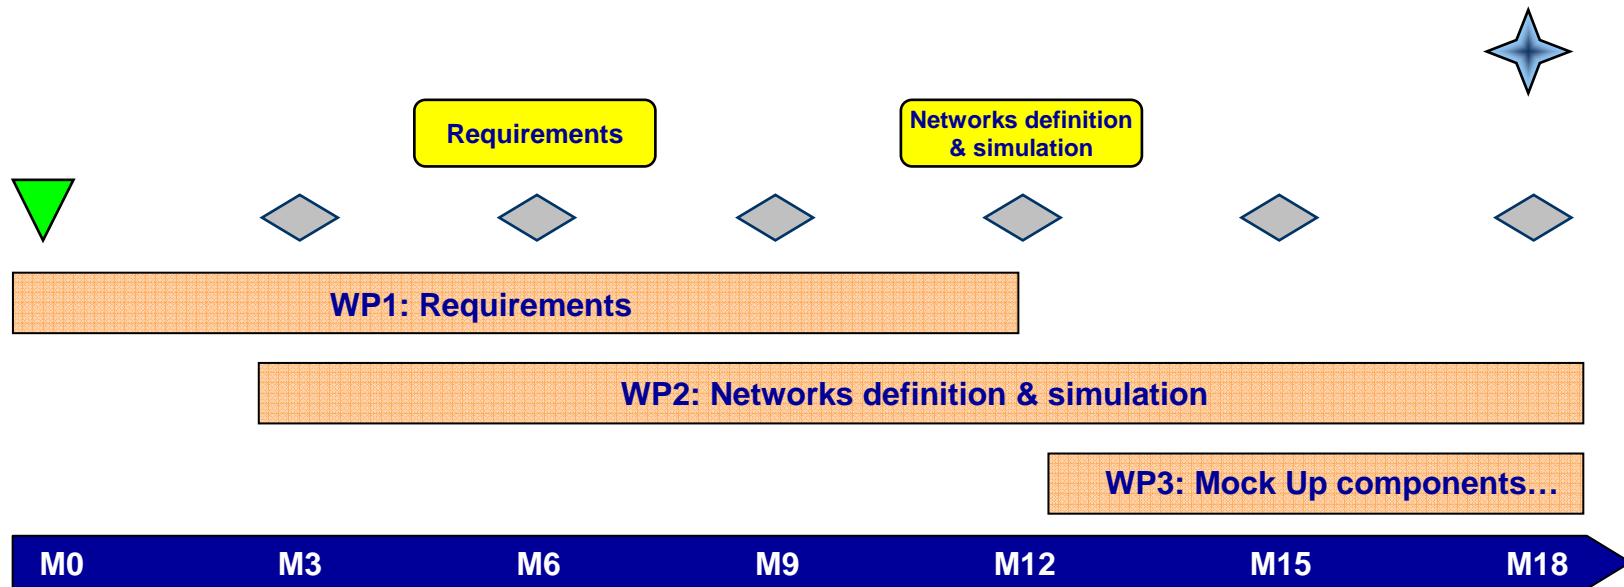 Requirements
Networks definition
& simulation
WP1: Requirements
WP2: Networks definition & simulation
WP3: Mock Up components…
M0 M3 M6 M9 M12 M15 M18